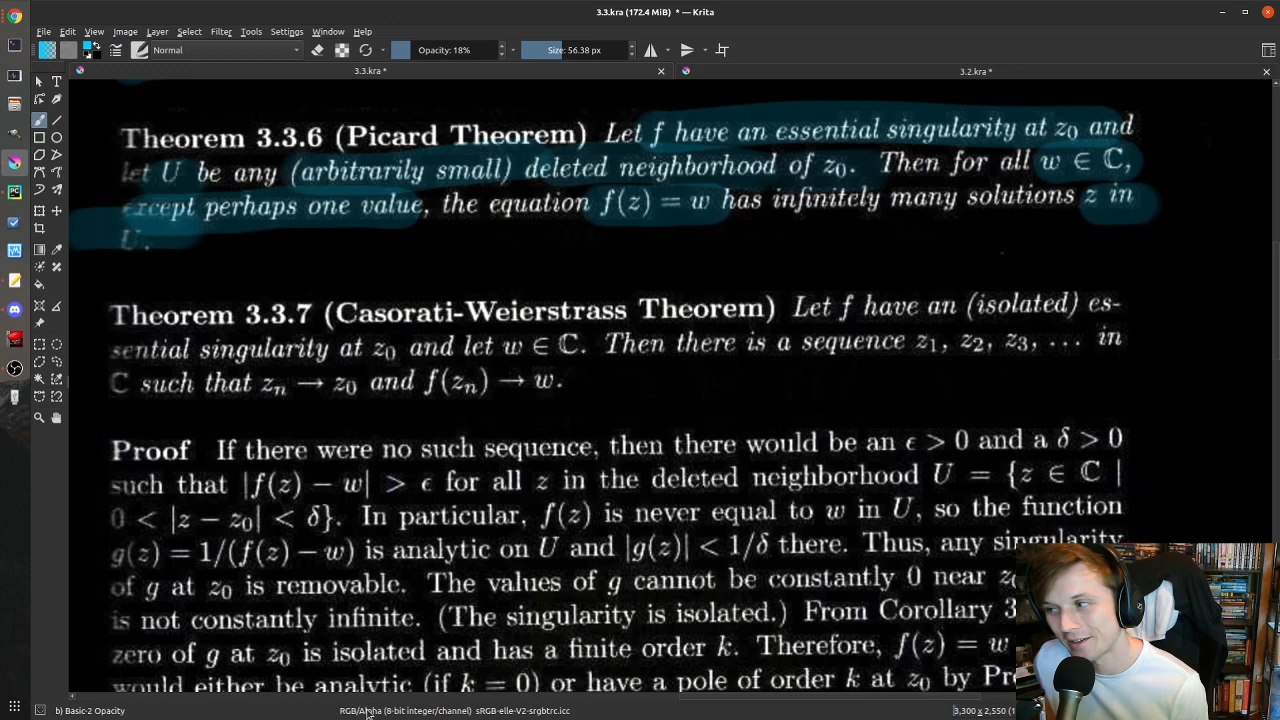 3.3.kra (172.4 MiB) * — Krita
File Edit View Image Layer Select Filter Tools Settings Window Help
Normal Opacity: 18% Size: 56.38 px
3.3.kra * 3.2.kra *
Theorem 3.3.6 (Picard Theorem) Let f have an essential singularity at z₀ and
let U be any (arbitrarily small) deleted neighborhood of z₀. Then for all w ∈ ℂ,
except perhaps one value, the equation f(z) = w has infinitely many solutions z in
U.
Theorem 3.3.7 (Casorati-Weierstrass Theorem) Let f have an (isolated) es-
sential singularity at z₀ and let w ∈ ℂ. Then there is a sequence z₁, z₂, z₃, ... in
ℂ such that zₙ → z₀ and f(zₙ) → w.
Proof If there were no such sequence, then there would be an ϵ > 0 and a δ > 0
such that |f(z) − w| > ϵ for all z in the deleted neighborhood U = {z ∈ ℂ |
0 < |z − z₀| < δ}. In particular, f(z) is never equal to w in U, so the function
g(z) = 1/(f(z) − w) is analytic on U and |g(z)| < 1/δ there. Thus, any singularity
of g at z₀ is removable. The values of g cannot be constantly 0 near
is not constantly infinite. (The singularity is isolated.) From Corollary 3
zero of g at z₀ is isolated and has a finite order k. Therefore, f(z) = w
would either be analytic (if k = 0) or have a pole of order k at z₀ by
b) Basic-2 Opacity RGB/Alpha (8-bit integer/channel) sRGB-elle-V2-srgbtrc.icc 3,300 x 2,550